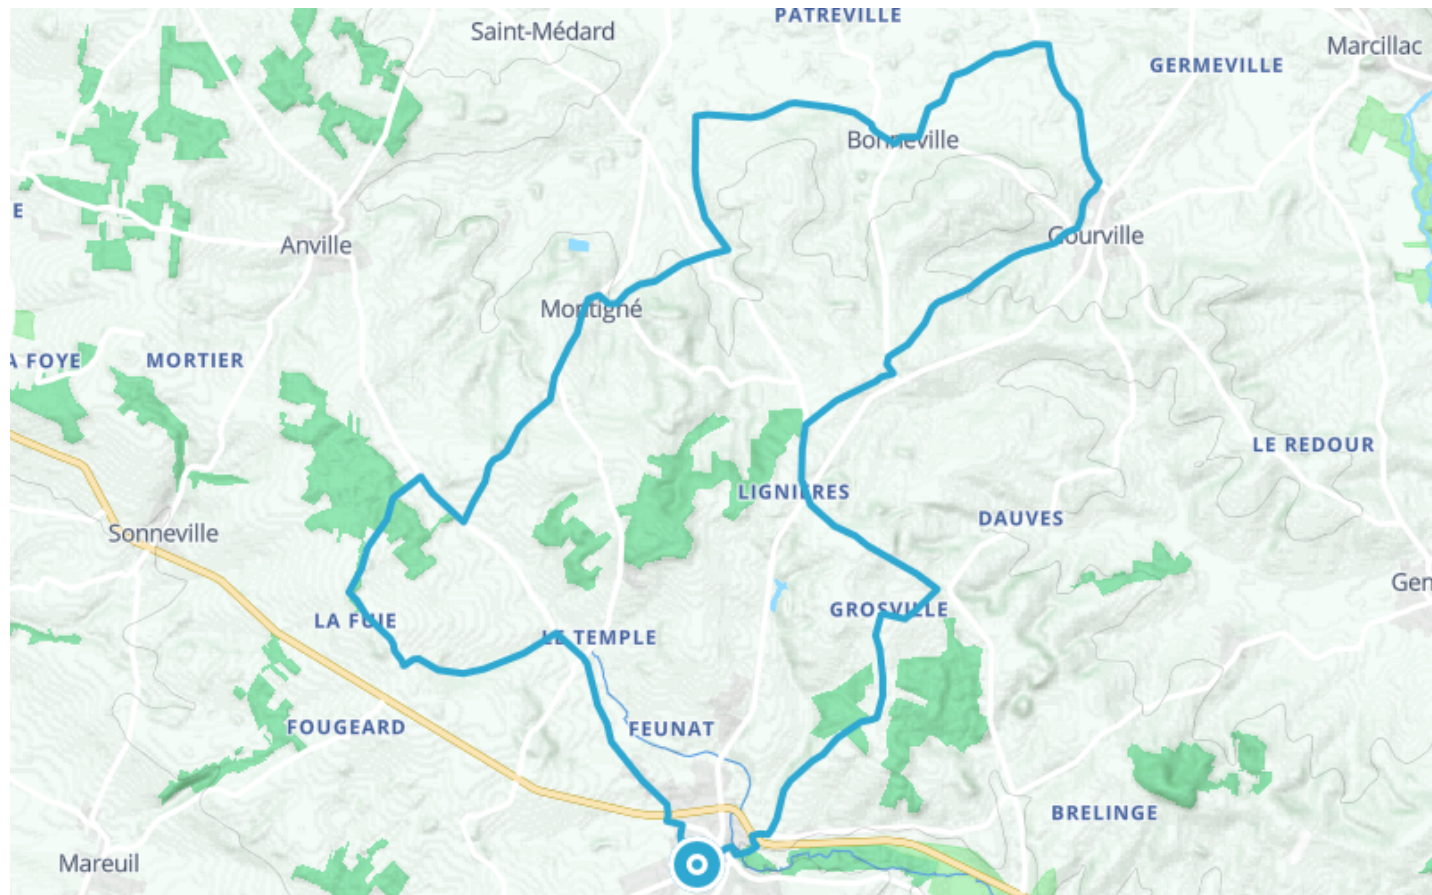 PATREVILLE
Saint-Médard
Marcillac
GERMEVILLE
Bonneville
E
Gourville
Anville
Montigné
A FOYE
MORTIER
LE REDOUR
LIGNIÈRES
DAUVES
Sonneville
Gen
GROSVILLE
LA FUIE
LE TEMPLE
FOUGEARD
FEUNAT
BRELINGE
Mareuil